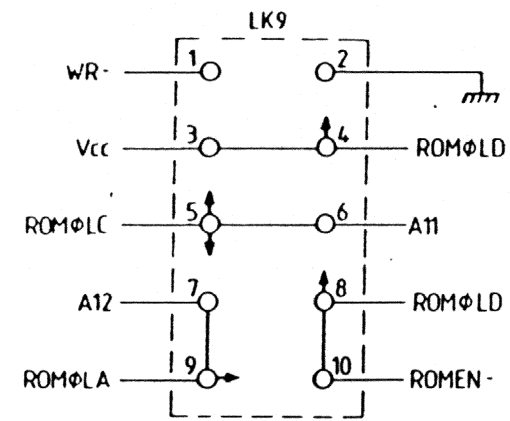 LK9
WR- 1 2
Vcc 3 4 ROMΦLD
ROMΦLC 5 6 A11
A12 7 8 ROMΦLD
ROMΦLA 9 10 ROMEN-